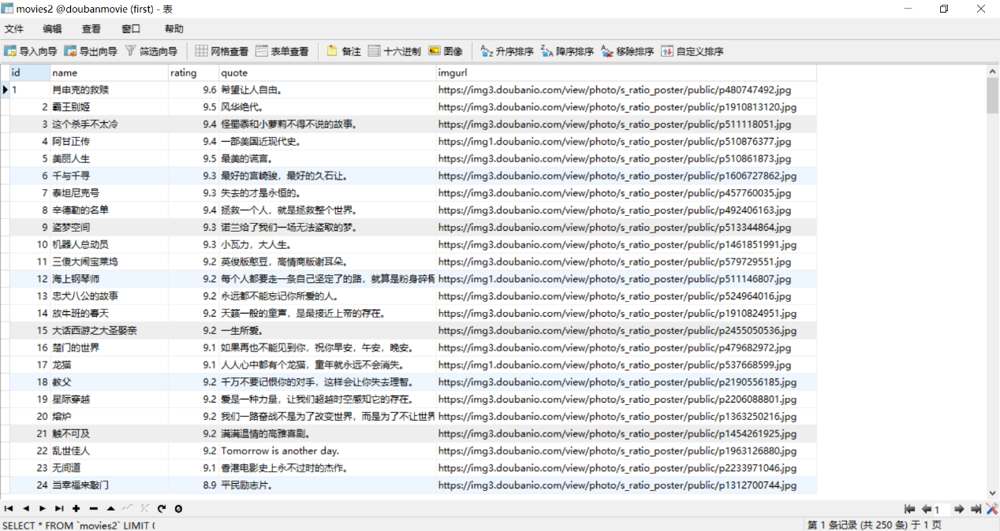 movies2 @doubanmovie (first) - 表
文件 编辑 查看 窗口 帮助
导入向导 导出向导 筛选向导 网格查看 表单查看 备注 十六进制 图像 升序排序 降序排序 移除排序 自定义排序
id name rating quote imgurl
1 肖申克的救赎 9.6 希望让人自由。 https://img3.doubanio.com/view/photo/s_ratio_poster/public/p480747492.jpg
2 霸王别姬 9.5 风华绝代。 https://img3.doubanio.com/view/photo/s_ratio_poster/public/p1910813120.jpg
3 这个杀手不太冷 9.4 怪蜀黍和小萝莉不得不说的故事。 https://img3.doubanio.com/view/photo/s_ratio_poster/public/p511118051.jpg
4 阿甘正传 9.4 一部美国近现代史。 https://img1.doubanio.com/view/photo/s_ratio_poster/public/p510876377.jpg
5 美丽人生 9.5 最美的谎言。 https://img3.doubanio.com/view/photo/s_ratio_poster/public/p510861873.jpg
6 千与千寻 9.3 最好的宫崎骏，最好的久石让。 https://img3.doubanio.com/view/photo/s_ratio_poster/public/p1606727862.jpg
7 泰坦尼克号 9.3 失去的才是永恒的。 https://img3.doubanio.com/view/photo/s_ratio_poster/public/p457760035.jpg
8 辛德勒的名单 9.4 拯救一个人，就是拯救整个世界。 https://img3.doubanio.com/view/photo/s_ratio_poster/public/p492406163.jpg
9 盗梦空间 9.3 诺兰给了我们一场无法盗取的梦。 https://img3.doubanio.com/view/photo/s_ratio_poster/public/p513344864.jpg
10 机器人总动员 9.3 小瓦力，大人生。 https://img3.doubanio.com/view/photo/s_ratio_poster/public/p1461851991.jpg
11 三傻大闹宝莱坞 9.2 英俊版憨豆，高情商版谢耳朵。 https://img3.doubanio.com/view/photo/s_ratio_poster/public/p579729551.jpg
12 海上钢琴师 9.2 每个人都要走一条自己坚定了的路，就算是粉身碎骨 https://img1.doubanio.com/view/photo/s_ratio_poster/public/p511146807.jpg
13 忠犬八公的故事 9.2 永远都不能忘记你所爱的人。 https://img3.doubanio.com/view/photo/s_ratio_poster/public/p524964016.jpg
14 放牛班的春天 9.2 天籁一般的童声，是最接近上帝的存在。 https://img3.doubanio.com/view/photo/s_ratio_poster/public/p1910824951.jpg
15 大话西游之大圣娶亲 9.2 一生所爱。 https://img3.doubanio.com/view/photo/s_ratio_poster/public/p2455050536.jpg
16 楚门的世界 9.1 如果再也不能见到你，祝你早安，午安，晚安。 https://img3.doubanio.com/view/photo/s_ratio_poster/public/p479682972.jpg
17 龙猫 9.1 人人心中都有个龙猫，童年就永远不会消失。 https://img1.doubanio.com/view/photo/s_ratio_poster/public/p537668599.jpg
18 教父 9.2 千万不要记恨你的对手，这样会让你失去理智。 https://img3.doubanio.com/view/photo/s_ratio_poster/public/p2190556185.jpg
19 星际穿越 9.2 爱是一种力量，让我们超越时空感知它的存在。 https://img3.doubanio.com/view/photo/s_ratio_poster/public/p2206088801.jpg
20 熔炉 9.2 我们一路奋战不是为了改变世界，而是为了不让世界 https://img3.doubanio.com/view/photo/s_ratio_poster/public/p1363250216.jpg
21 触不可及 9.2 满满温情的高雅喜剧。 https://img3.doubanio.com/view/photo/s_ratio_poster/public/p1454261925.jpg
22 乱世佳人 9.2 Tomorrow is another day. https://img3.doubanio.com/view/photo/s_ratio_poster/public/p1963126880.jpg
23 无间道 9.1 香港电影史上永不过时的杰作。 https://img3.doubanio.com/view/photo/s_ratio_poster/public/p2233971046.jpg
24 当幸福来敲门 8.9 平民励志片。 https://img3.doubanio.com/view/photo/s_ratio_poster/public/p1312700744.jpg
1
SELECT * FROM `movies2` LIMIT ( 第 1 条记录 (共 250 条) 于 1 页